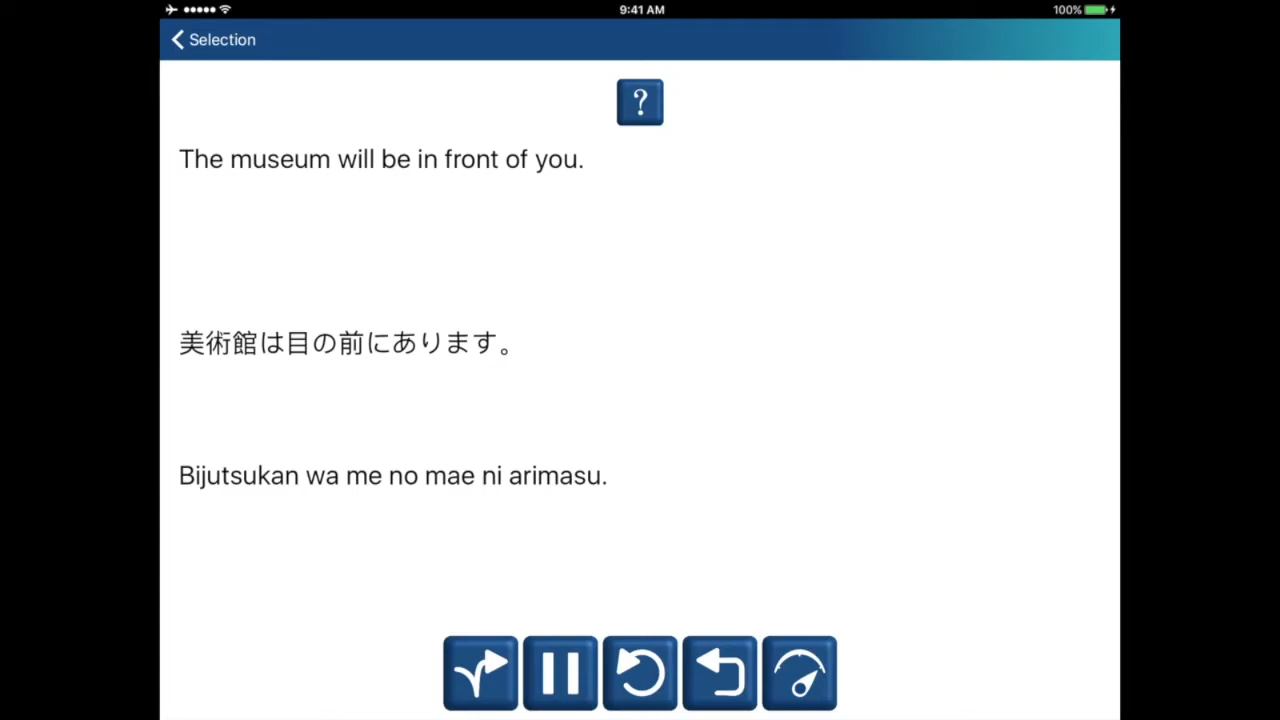 9:41 AM
100%
Selection
?
The museum will be in front of you.
美術館は目の前にあります。
Bijutsukan wa me no mae ni arimasu.